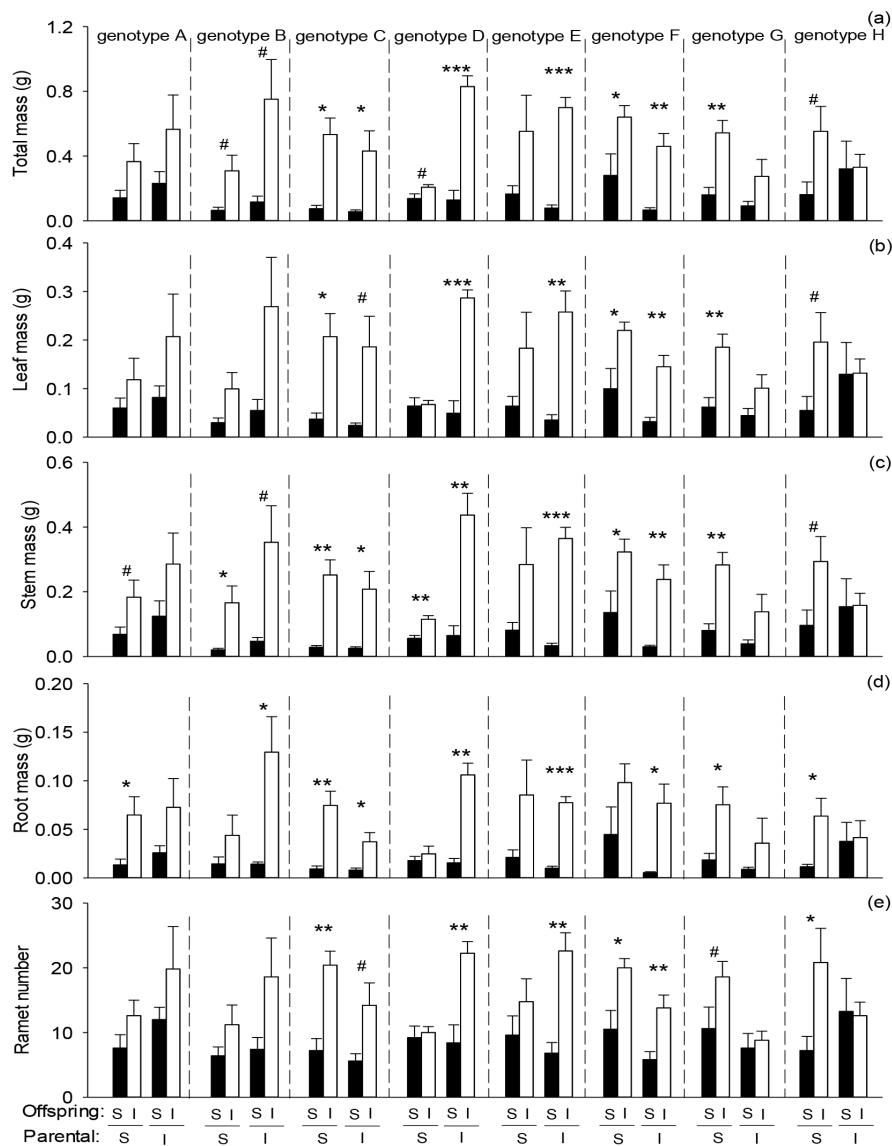 (a)
genotype A genotype B genotype C genotype D genotype E genotype F genotype G genotype H
Total mass (g)
1.2
0.8
0.4
0.0
# # * * # *** *** * ** ** #
(b)
Leaf mass (g)
0.4
0.3
0.2
0.1
0.0
* # *** ** * ** ** #
(c)
Stem mass (g)
0.6
0.4
0.2
0.0
# * # ** * ** ** *** * ** ** #
(d)
Root mass (g)
0.20
0.15
0.10
0.05
0.00
* * ** * ** *** * * *
(e)
Ramet number
30
20
10
0
** # ** ** * ** # *
Offspring: S I S I S I S I S I S I S I S I S I S I S I S I S I S I S I S I
Parental: S I S I S I S I S I S I S I S I